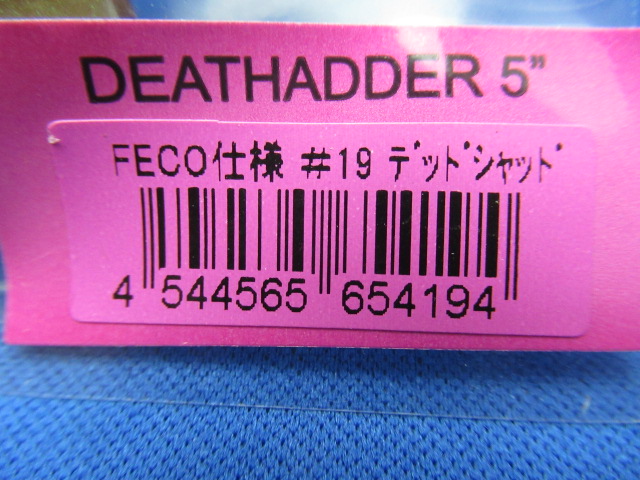 DEATHADDER 5”
FECO仕様 #19 ﾃﾞｯﾄﾞｼｬｯﾄﾞ
4 544565 654194